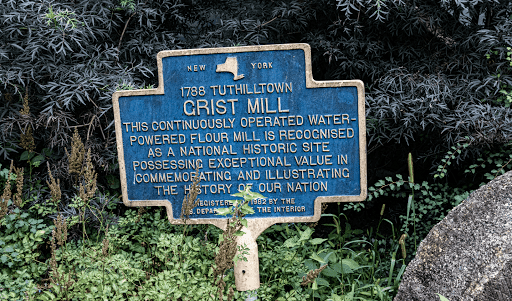 NEW YORK
1788 TUTHILLTOWN
GRIST MILL
THIS CONTINUOUSLY OPERATED WATER-
POWERED FLOUR MILL IS RECOGNISED
AS A NATIONAL HISTORIC SITE
POSSESSING EXCEPTIONAL VALUE IN
COMMEMORATING AND ILLUSTRATING
THE HISTORY OF OUR NATION
1982 BY THE
THE INTERIOR